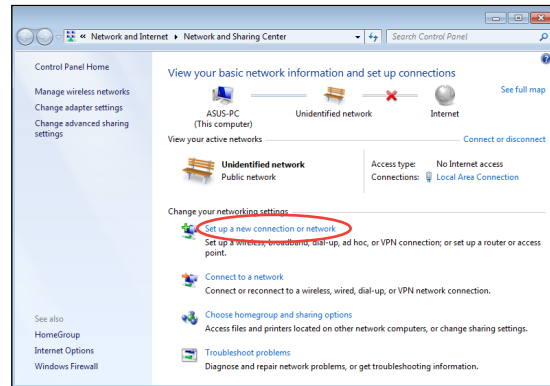 « Network and Internet ▸ Network and Sharing Center
Search Control Panel
Control Panel Home
Manage wireless networks
Change adapter settings
Change advanced sharing
settings
See also
HomeGroup
Internet Options
Windows Firewall
View your basic network information and set up connections
See full map
ASUS-PC
(This computer)
Unidentified network
Internet
View your active networks
Connect or disconnect
Unidentified network
Public network
Access type: No Internet access
Connections: Local Area Connection
Change your networking settings
Set up a new connection or network
Set up a wireless, broadband, dial-up, ad hoc, or VPN connection; or set up a router or access
point.
Connect to a network
Connect or reconnect to a wireless, wired, dial-up, or VPN network connection.
Choose homegroup and sharing options
Access files and printers located on other network computers, or change sharing settings.
Troubleshoot problems
Diagnose and repair network problems, or get troubleshooting information.